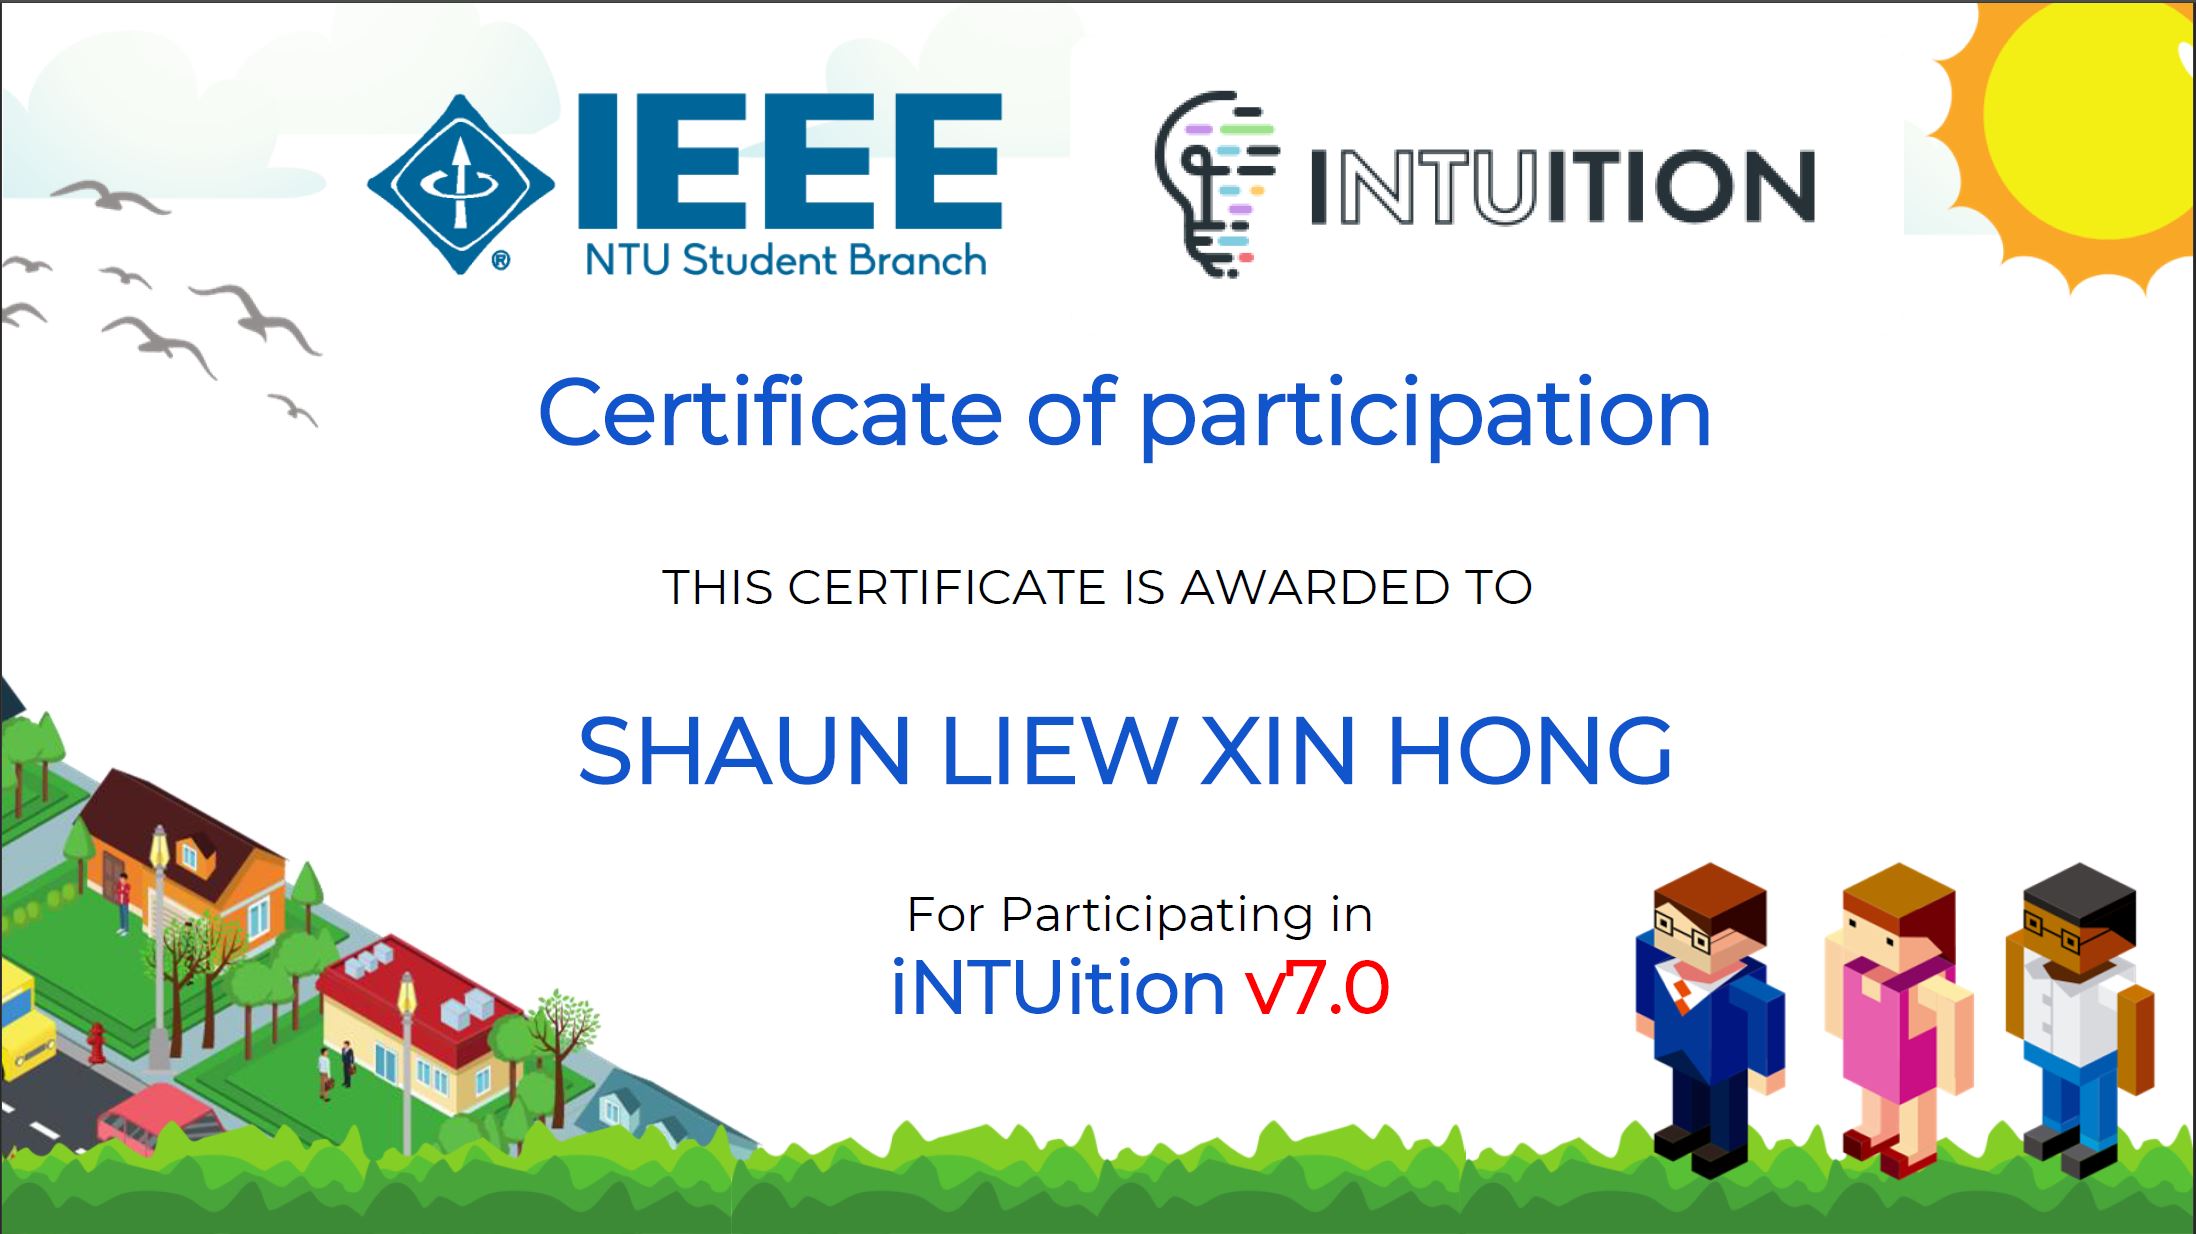 IEEE
NTU Student Branch
®
INTUITION
Certificate of participation
THIS CERTIFICATE IS AWARDED TO
SHAUN LIEW XIN HONG
For Participating in
iNTUition v7.0